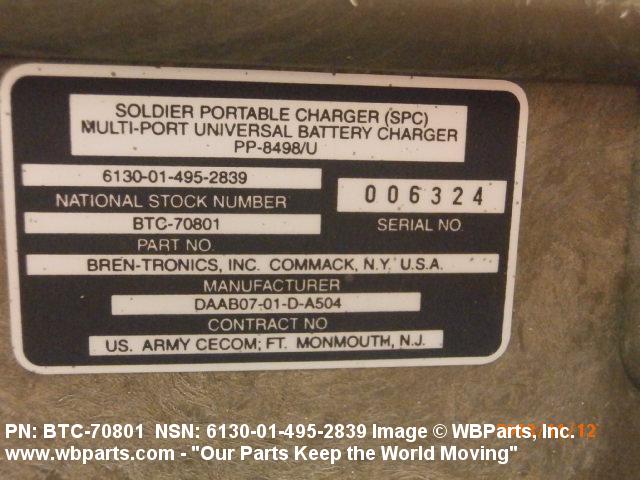 SOLDIER PORTABLE CHARGER (SPC)
MULTI-PORT UNIVERSAL BATTERY CHARGER
PP-8498/U
6130-01-495-2839
NATIONAL STOCK NUMBER
006324
SERIAL NO.
BTC-70801
PART NO.
BREN-TRONICS, INC. COMMACK, N.Y. U.S.A.
MANUFACTURER
DAAB07-01-D-A504
CONTRACT NO
US. ARMY CECOM; FT. MONMOUTH, N.J.
PN: BTC-70801 NSN: 6130-01-495-2839 Image © WBParts, Inc.
www.wbparts.com - "Our Parts Keep the World Moving"